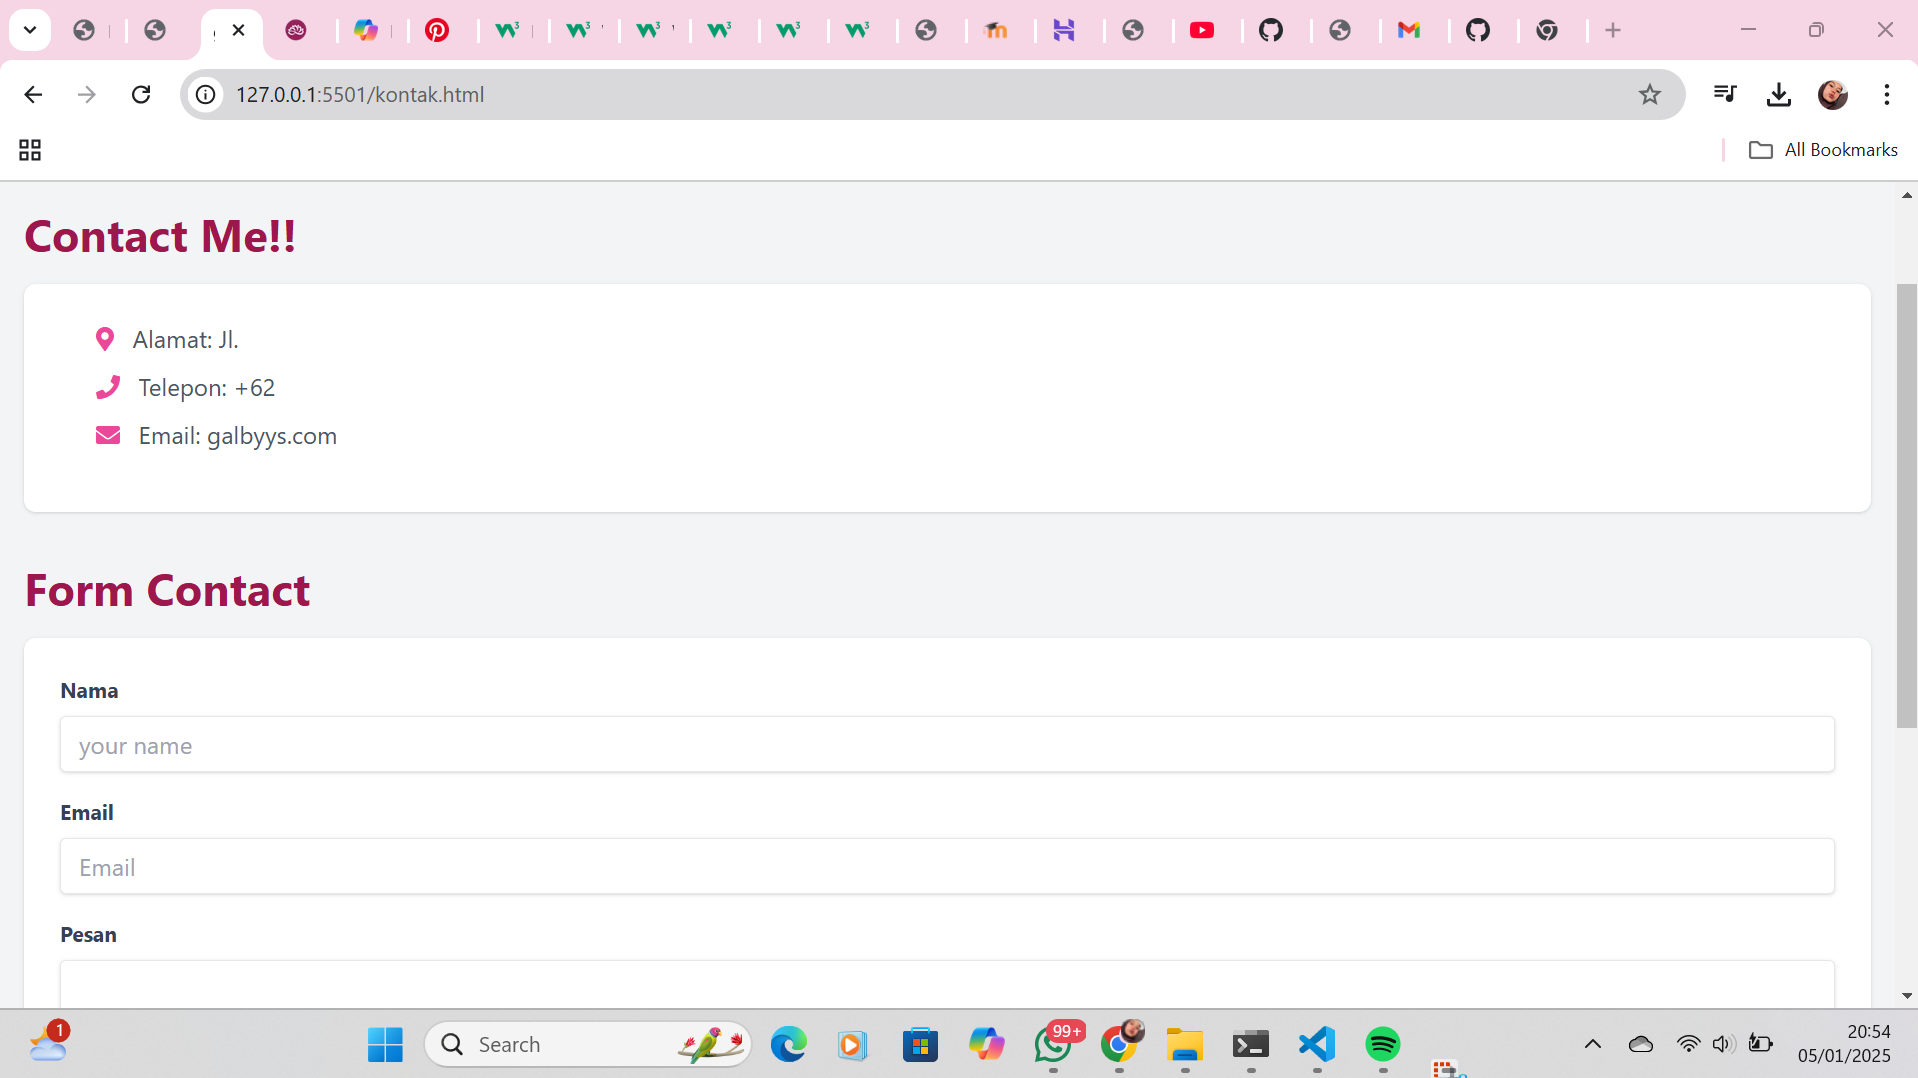 127.0.0.1:5501/kontak.html
All Bookmarks
Contact Me!!
Alamat: Jl.
Telepon: +62
Email: galbyys.com
Form Contact
Nama
your name
Email
Email
Pesan
1
Search
99+
20:54
05/01/2025